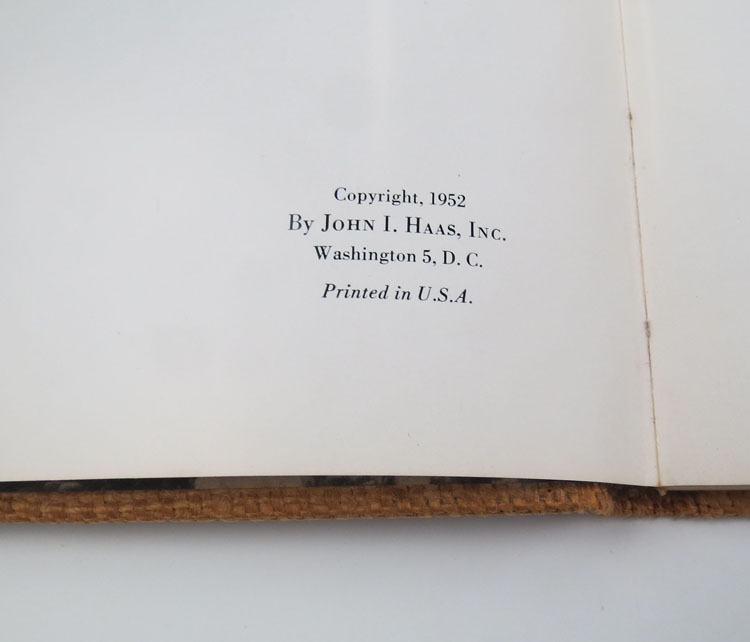 Copyright, 1952
By John I. Haas, Inc.
Washington 5, D. C.
Printed in U.S.A.